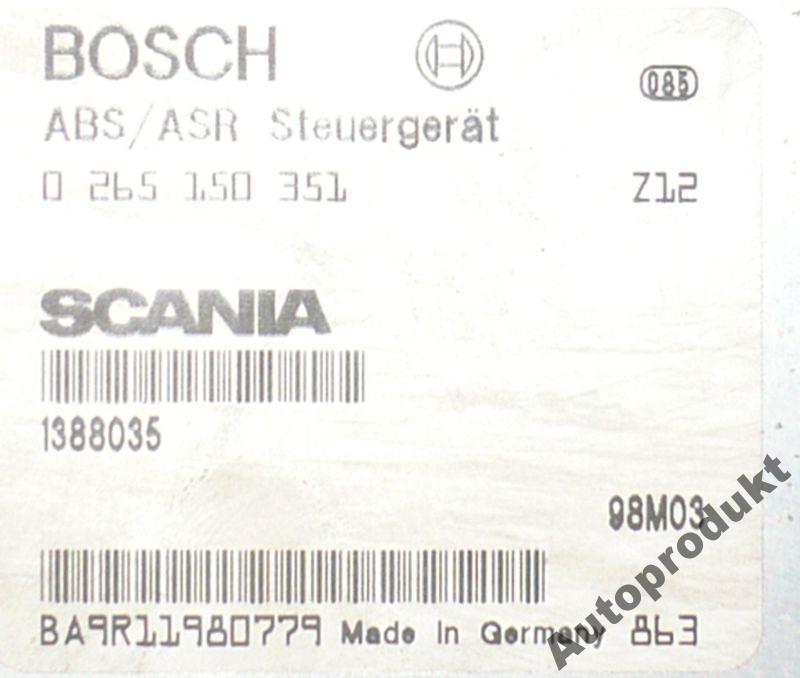 BOSCH
085
ABS/ASR Steuergerät
0 265 150 351 Z12
SCANIA
1388035
98M03
BA9R11980779 Made in Germany 863
Autoprodukt